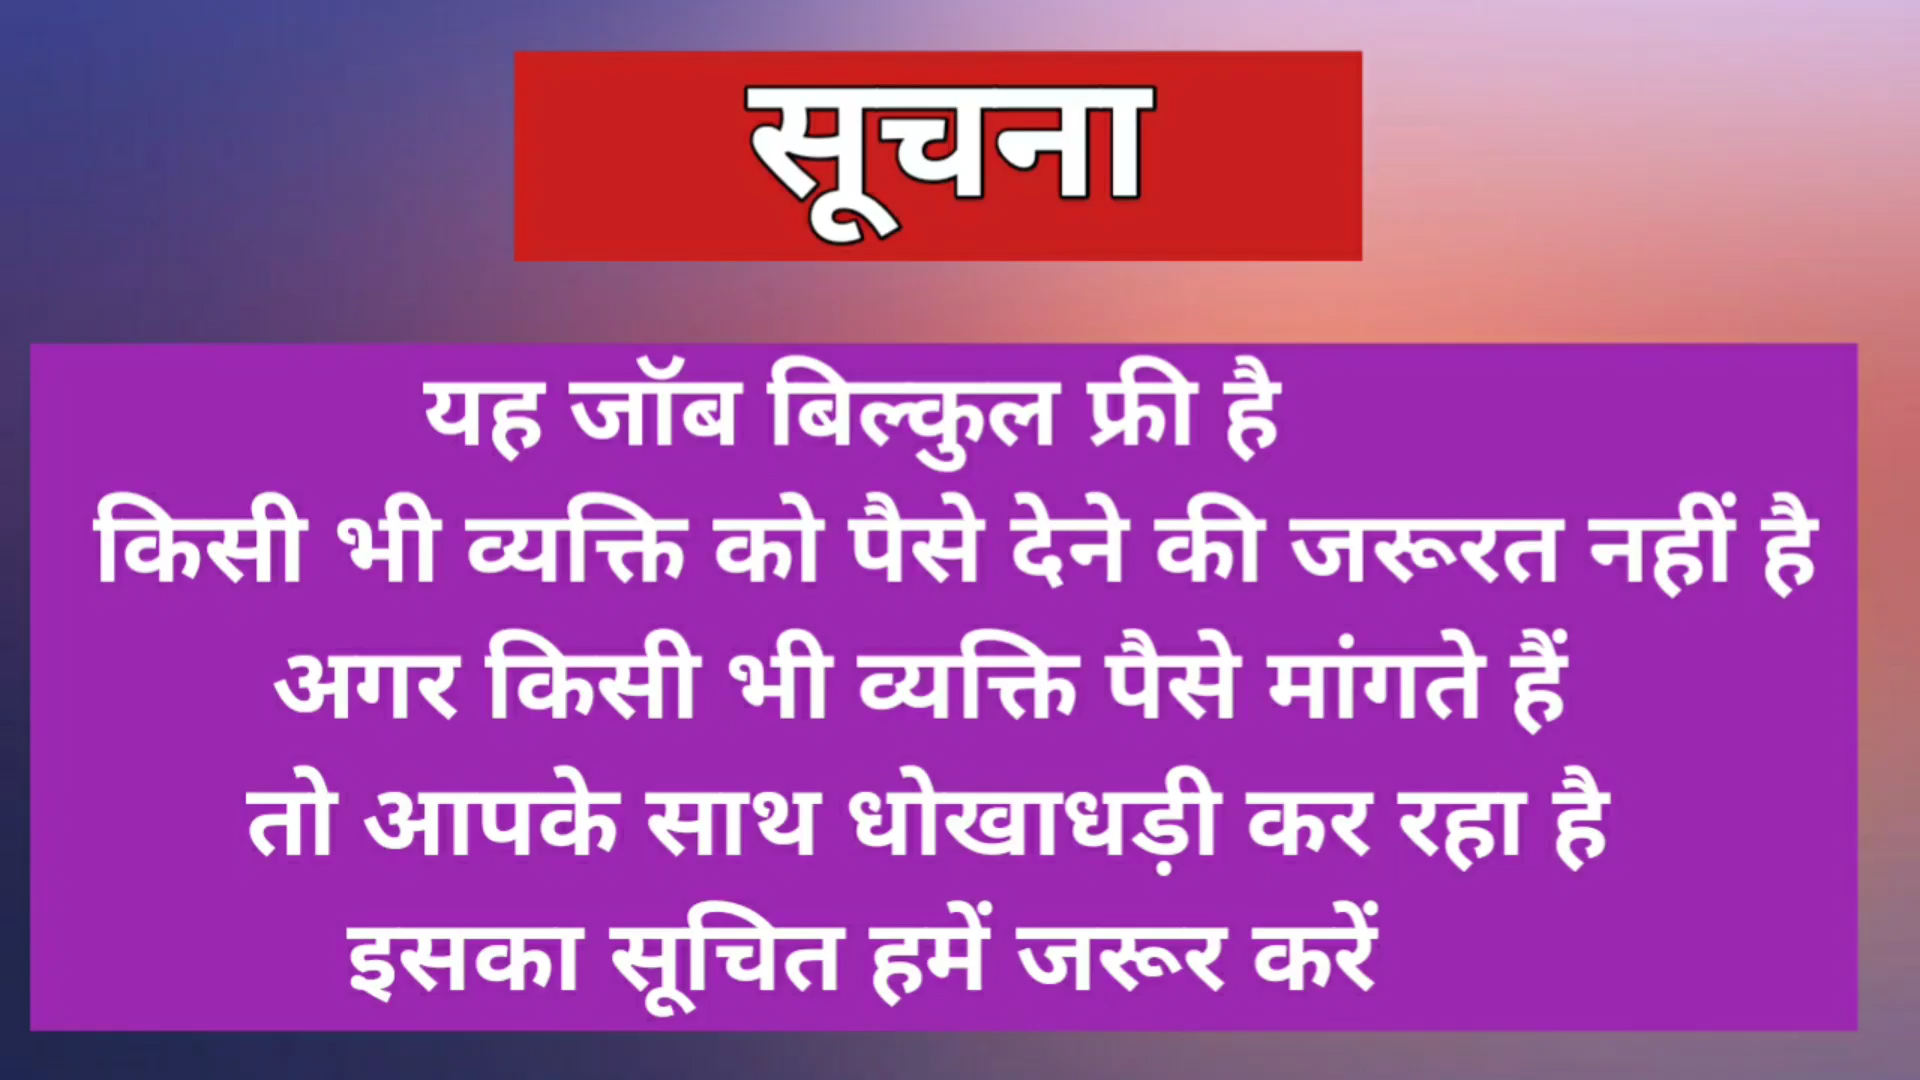 सूचना
यह जॉब बिल्कुल फ्री है
किसी भी व्यक्ति को पैसे देने की जरूरत नहीं है
अगर किसी भी व्यक्ति पैसे मांगते हैं
तो आपके साथ धोखाधड़ी कर रहा है
इसका सूचित हमें जरूर करें